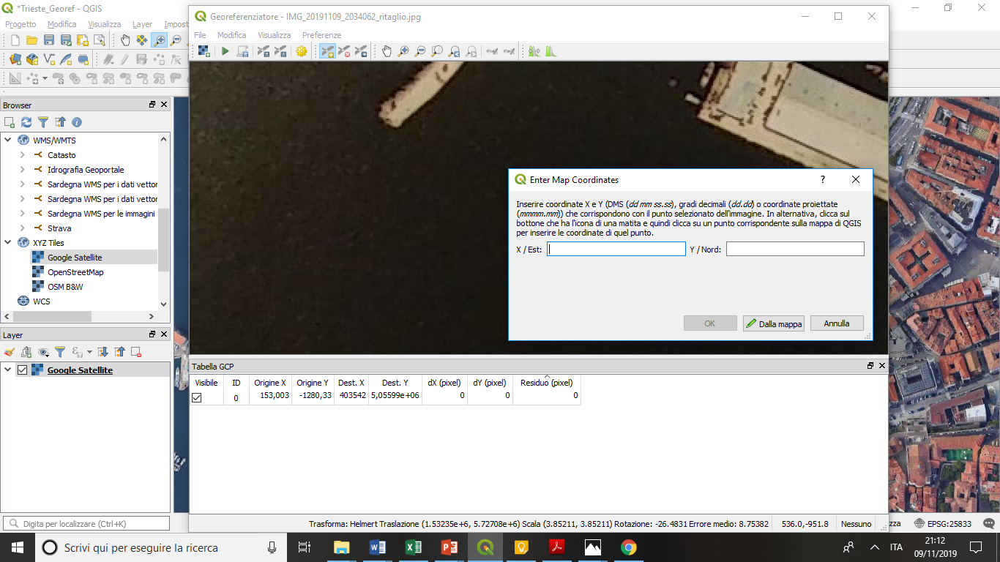 *Trieste_Georef - QGIS
Progetto Modifica Visualizza Layer Impost
Georeferenziatore - IMG_20191109_2034062_ritaglio.jpg
File Modifica Visualizza Preferenze
Browser
WMS/WMTS
Catasto
Idrografia Geoportale
Sardegna WMS per i dati vettor
Sardegna WMS per i dati vettor
Sardegna WMS per le immagini
Strava
XYZ Tiles
Google Satellite
OpenStreetMap
OSM B&W
WCS
Layer
Google Satellite
Enter Map Coordinates
?
Inserire coordinate X e Y (DMS (dd mm ss.ss), gradi decimali (dd.dd) o coordinate proiettate
(mmmm.mm)) che corrispondono con il punto selezionato dell'immagine. In alternativa, clicca sul
bottone che ha l'icona di una matita e quindi clicca su un punto corrispondente sulla mappa di QGIS
per inserire le coordinate di quel punto.
X / Est: Y / Nord:
OK Dalla mappa Annulla
Tabella GCP
Visibile ID Origine X Origine Y Dest. X Dest. Y dX (pixel) dY (pixel) Residuo (pixel)
0 153,003 -1280,33 403542 5,05599e+06 0 0 0
Trasforma: Helmert Traslazione (1.53235e+6, 5.72708e+6) Scala (3.85211, 3.85211) Rotazione: -26.4831 Errore medio: 8.75382 536.0,-951.8 Nessuno
Digita per localizzare (Ctrl+K)
zza EPSG:25833
Scrivi qui per eseguire la ricerca
ITA
21:12
09/11/2019